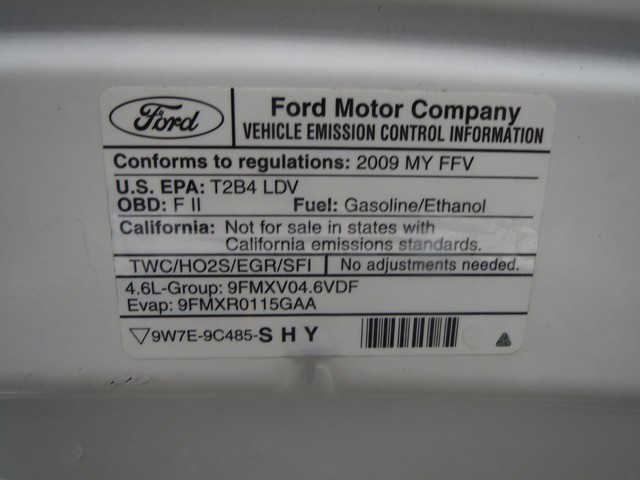 Ford
Ford Motor Company
VEHICLE EMISSION CONTROL INFORMATION
Conforms to regulations: 2009 MY FFV
U.S. EPA: T2B4 LDV
OBD: F II Fuel: Gasoline/Ethanol
California: Not for sale in states with
California emissions standards.
TWC/HO2S/EGR/SFI No adjustments needed.
4.6L-Group: 9FMXV04.6VDF
Evap: 9FMXR0115GAA
9W7E-9C485-SHY